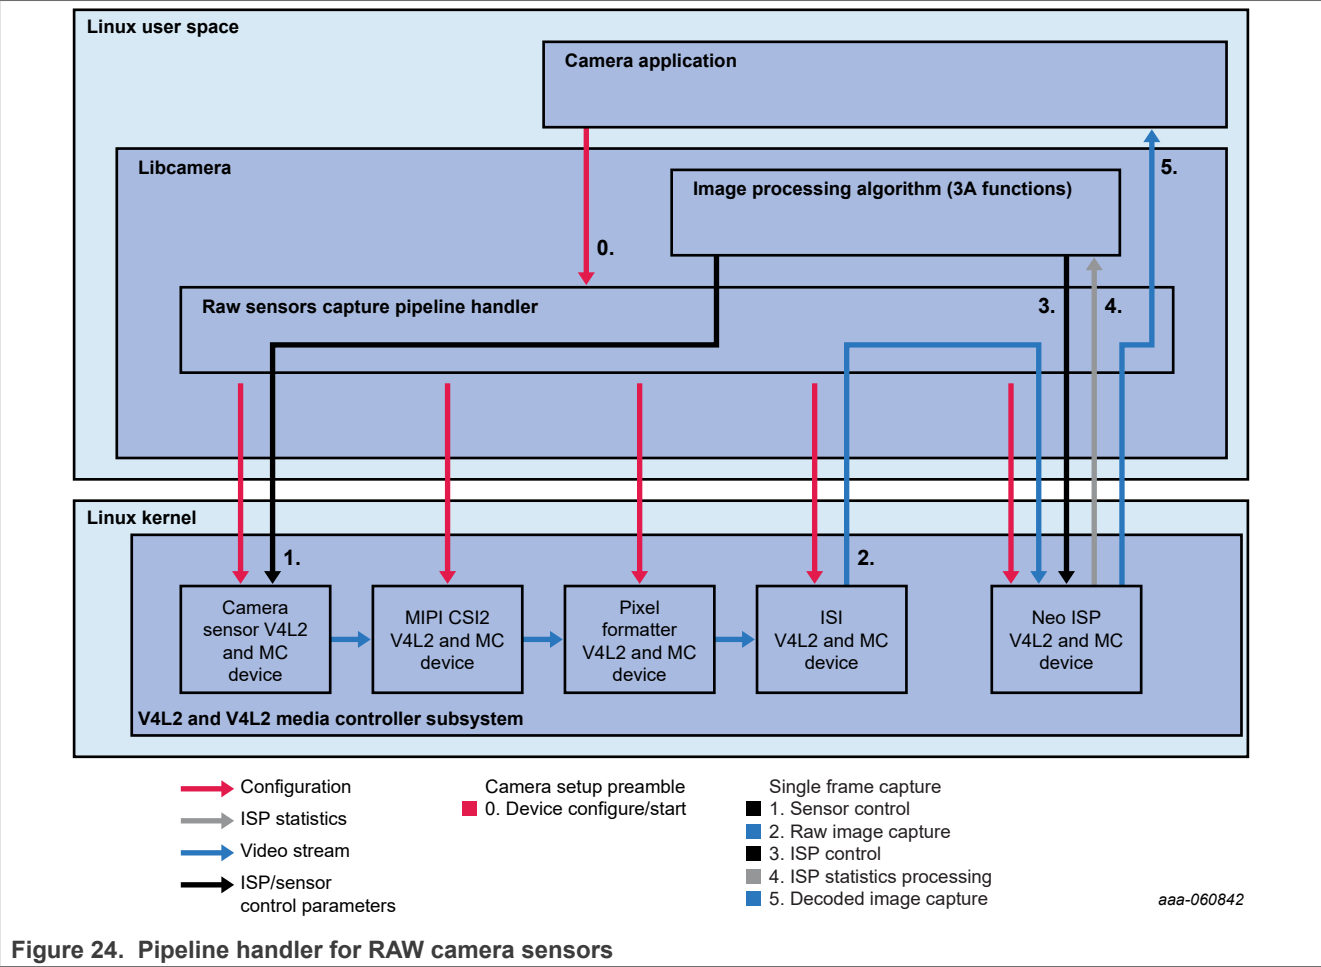 Linux user space
Camera application
Libcamera
5.
Image processing algorithm (3A functions)
0.
Raw sensors capture pipeline handler
3.
4.
Linux kernel
1.
2.
Camera
sensor V4L2
and MC
device
MIPI CSI2
V4L2 and MC
device
Pixel
formatter
V4L2 and MC
device
ISI
V4L2 and MC
device
Neo ISP
V4L2 and MC
device
V4L2 and V4L2 media controller subsystem
Configuration
ISP statistics
Video stream
ISP/sensor
control parameters
Camera setup preamble
0. Device configure/start
Single frame capture
1. Sensor control
2. Raw image capture
3. ISP control
4. ISP statistics processing
5. Decoded image capture
aaa-060842
Figure 24. Pipeline handler for RAW camera sensors